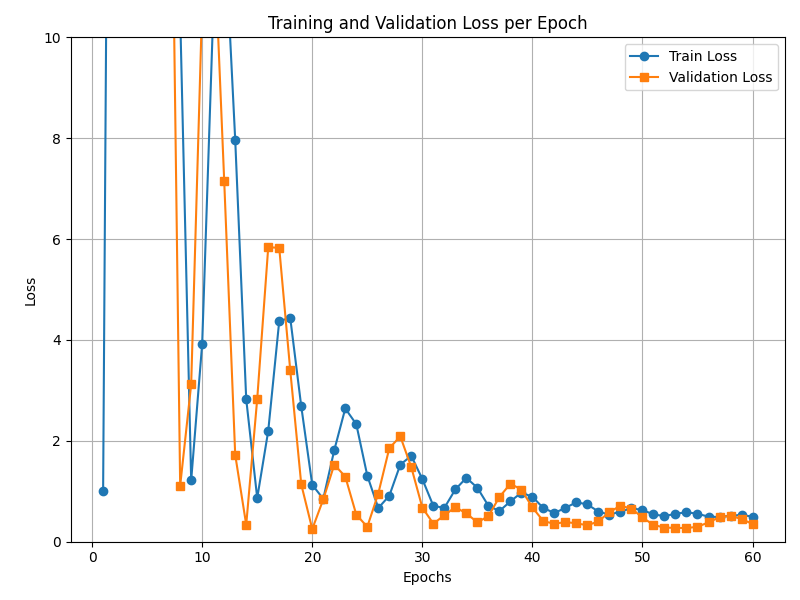 Training and Validation Loss per Epoch
10
8
6
4
2
0
Loss
Train Loss
Validation Loss
0 10 20 30 40 50 60
Epochs